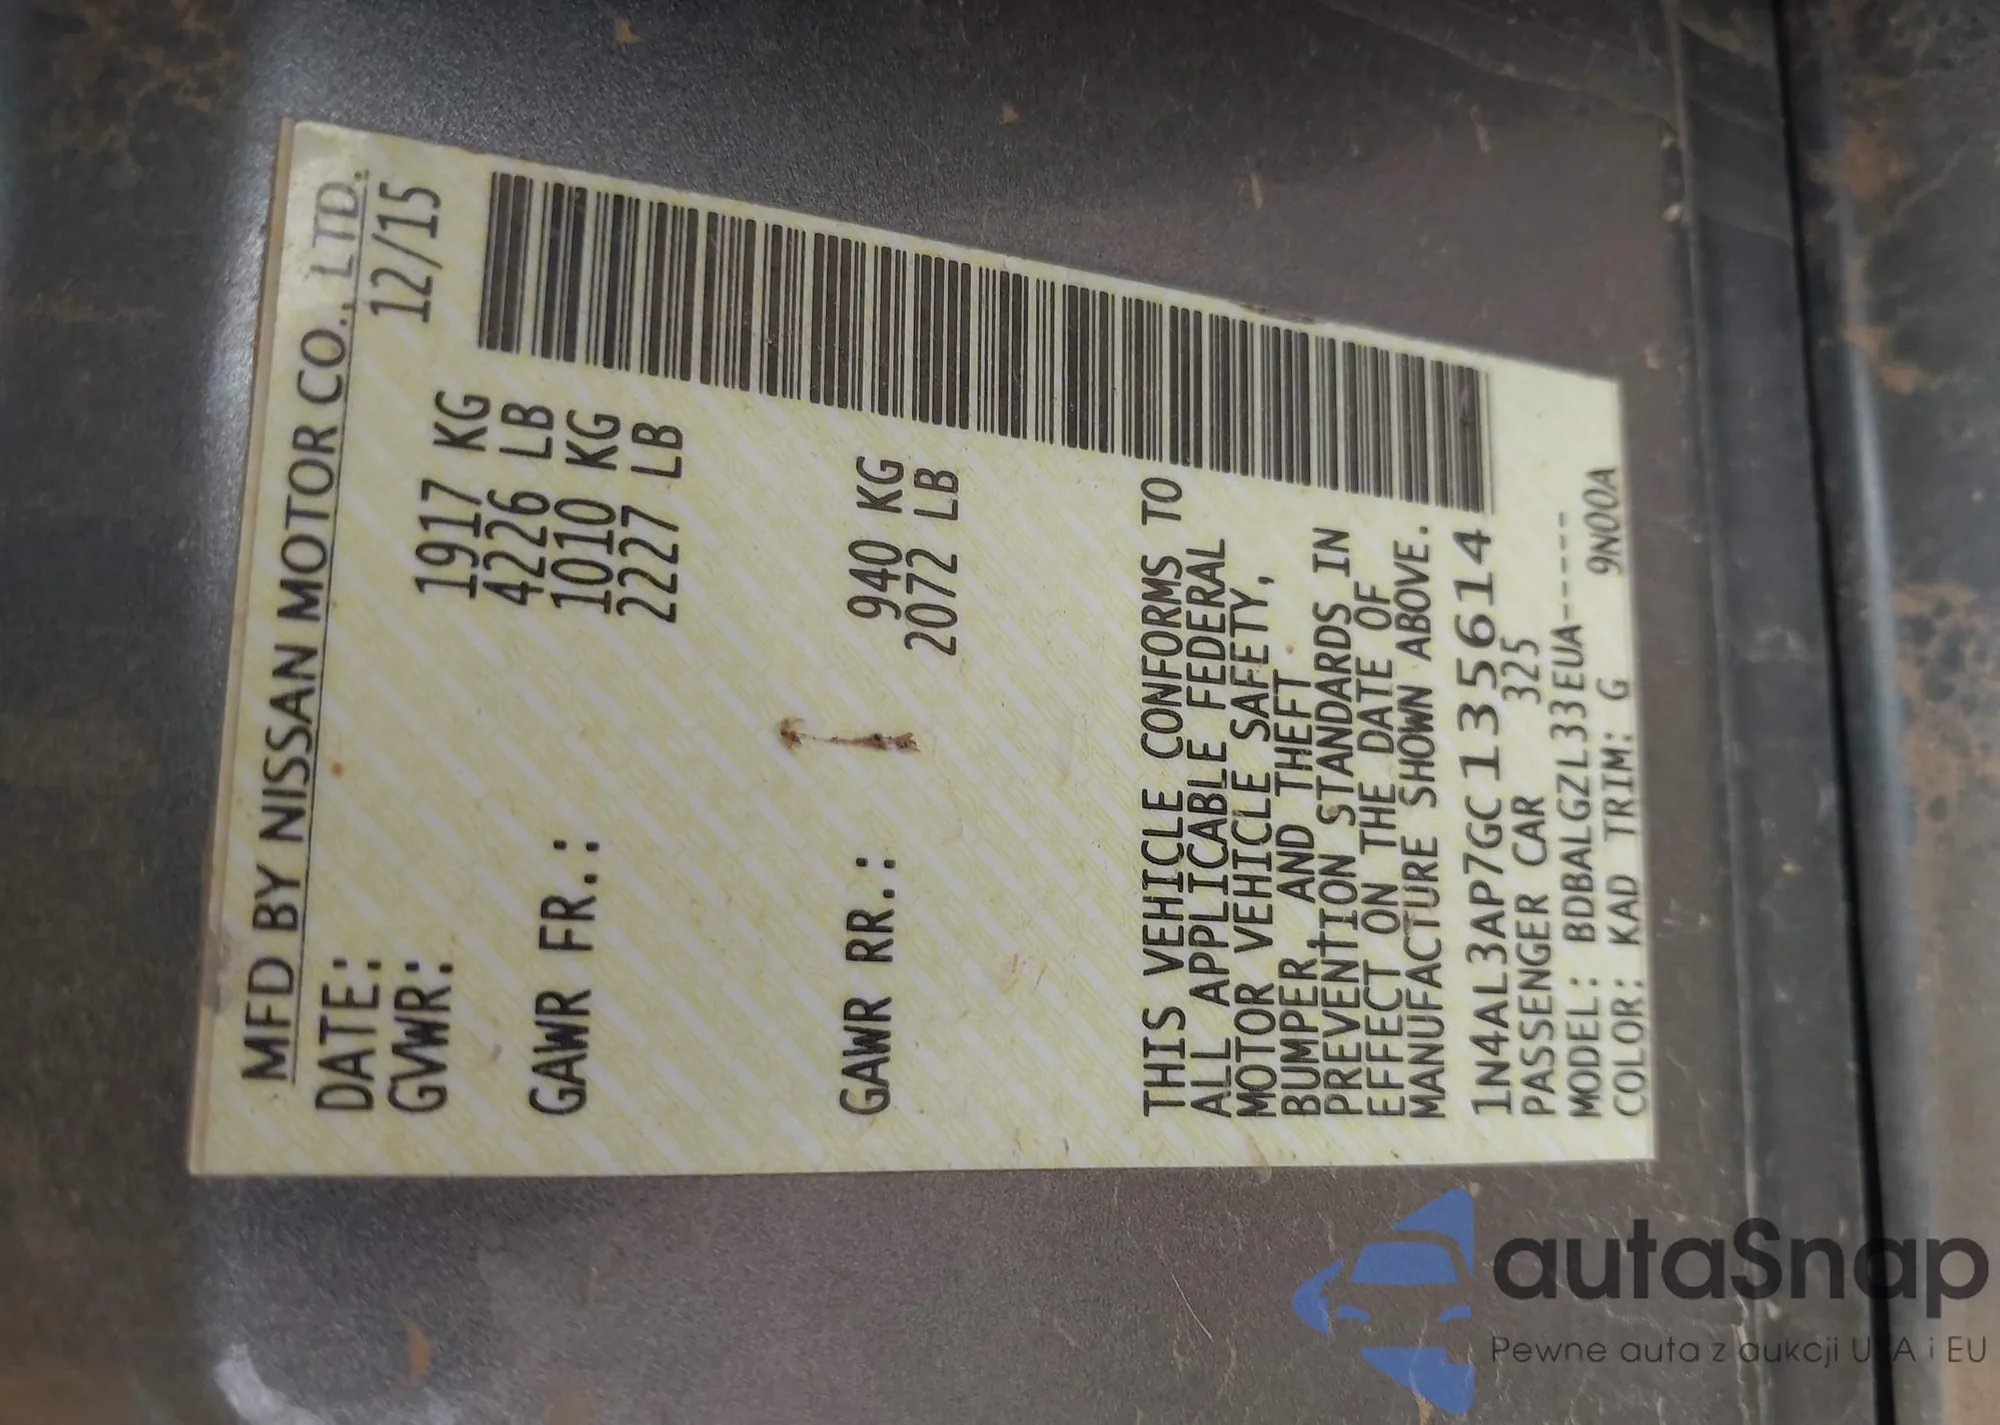 MFD BY NISSAN MOTOR CO., LTD.
DATE: 12/15
GVWR: 1917 KG
4226 LB
GAWR FR.: 1010 KG
2227 LB
GAWR RR.: 940 KG
2072 LB
THIS VEHICLE CONFORMS TO
ALL APPLICABLE FEDERAL
MOTOR VEHICLE SAFETY,
BUMPER, AND THEFT
PREVENTION STANDARDS IN
EFFECT ON THE DATE OF
MANUFACTURE SHOWN ABOVE.
1N4AL3AP7GC135614
PASSENGER CAR 325
MODEL: BDBALGZL33EUA-----
COLOR: KAD TRIM: G 9N00A
autaSnap
Pewne auta z aukcji USA i EU